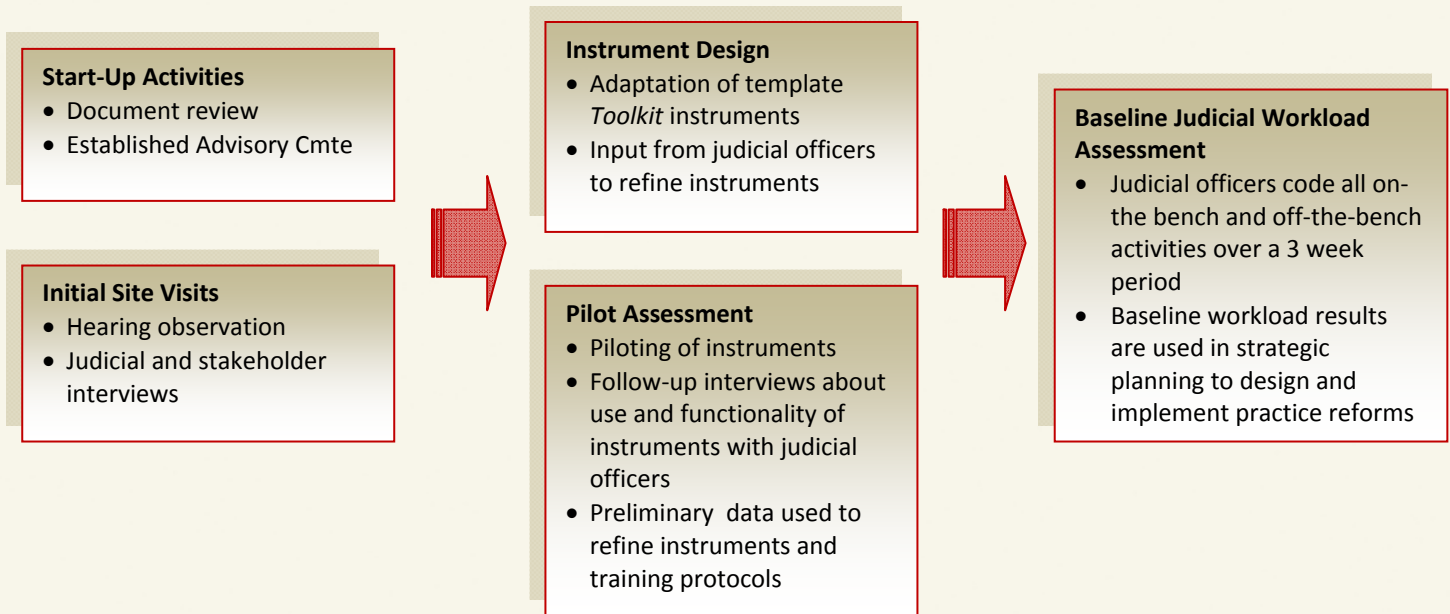 Start-Up Activities
• Document review
• Established Advisory Cmte
Initial Site Visits
• Hearing observation
• Judicial and stakeholder
interviews
Instrument Design
• Adaptation of template
Toolkit instruments
• Input from judicial officers
to refine instruments
Pilot Assessment
• Piloting of instruments
• Follow-up interviews about
use and functionality of
instruments with judicial
officers
• Preliminary data used to
refine instruments and
training protocols
Baseline Judicial Workload
Assessment
• Judicial officers code all on-
the bench and off-the-bench
activities over a 3 week
period
• Baseline workload results
are used in strategic
planning to design and
implement practice reforms